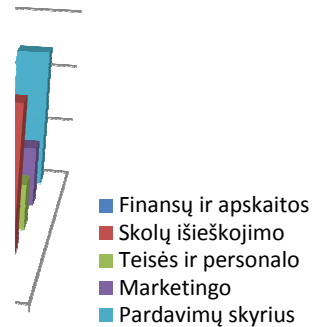 Finansų ir apskaitos
Skolų išieškojimo
Teisės ir personalo
Marketingo
Pardavimų skyrius